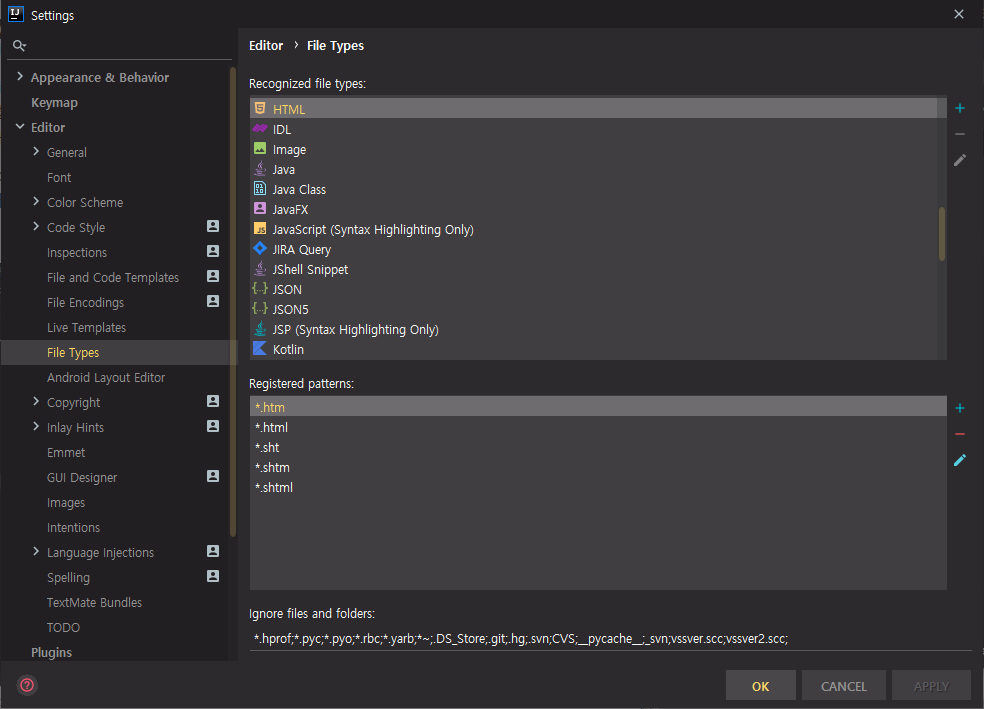 Settings
Appearance & Behavior
Keymap
Editor
General
Font
Color Scheme
Code Style
Inspections
File and Code Templates
File Encodings
Live Templates
File Types
Android Layout Editor
Copyright
Inlay Hints
Emmet
GUI Designer
Images
Intentions
Language Injections
Spelling
TextMate Bundles
TODO
Plugins
Editor › File Types
Recognized file types:
HTML
IDL
Image
Java
Java Class
JavaFX
JavaScript (Syntax Highlighting Only)
JIRA Query
JShell Snippet
JSON
JSON5
JSP (Syntax Highlighting Only)
Kotlin
Registered patterns:
*.htm
*.html
*.sht
*.shtm
*.shtml
Ignore files and folders:
*.hprof;*.pyc;*.pyo;*.rbc;*.yarb;*~;.DS_Store;.git;.hg;.svn;CVS;__pycache__;_svn;vssver.scc;vssver2.scc;
OK
CANCEL
APPLY